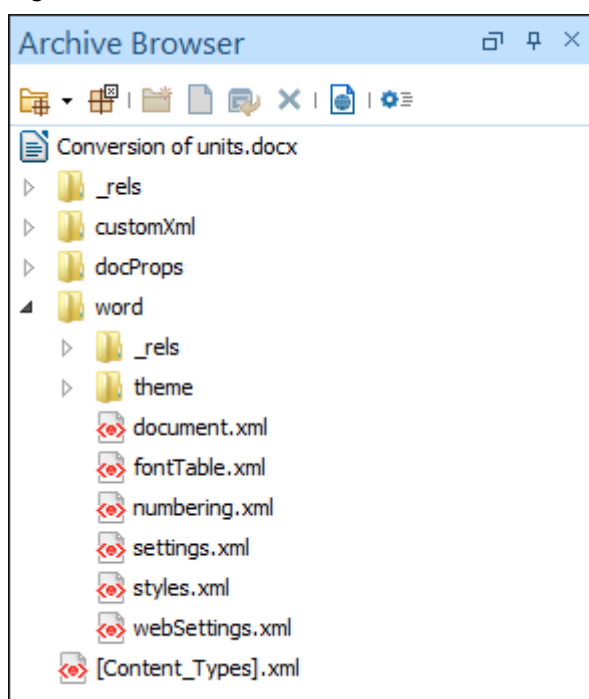 Archive Browser
Conversion of units.docx
_rels
customXml
docProps
word
_rels
theme
document.xml
fontTable.xml
numbering.xml
settings.xml
styles.xml
webSettings.xml
[Content_Types].xml